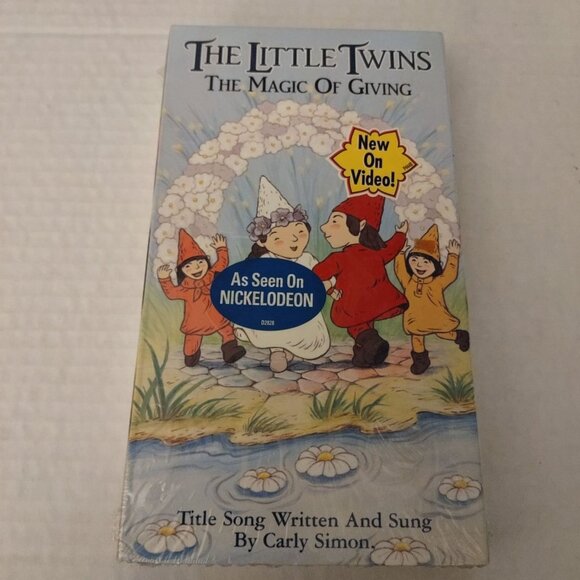 THE LITTLE TWINS
THE MAGIC OF GIVING
New
On
Video!
As Seen On
NICKELODEON
D2828
Title Song Written And Sung
By Carly Simon.